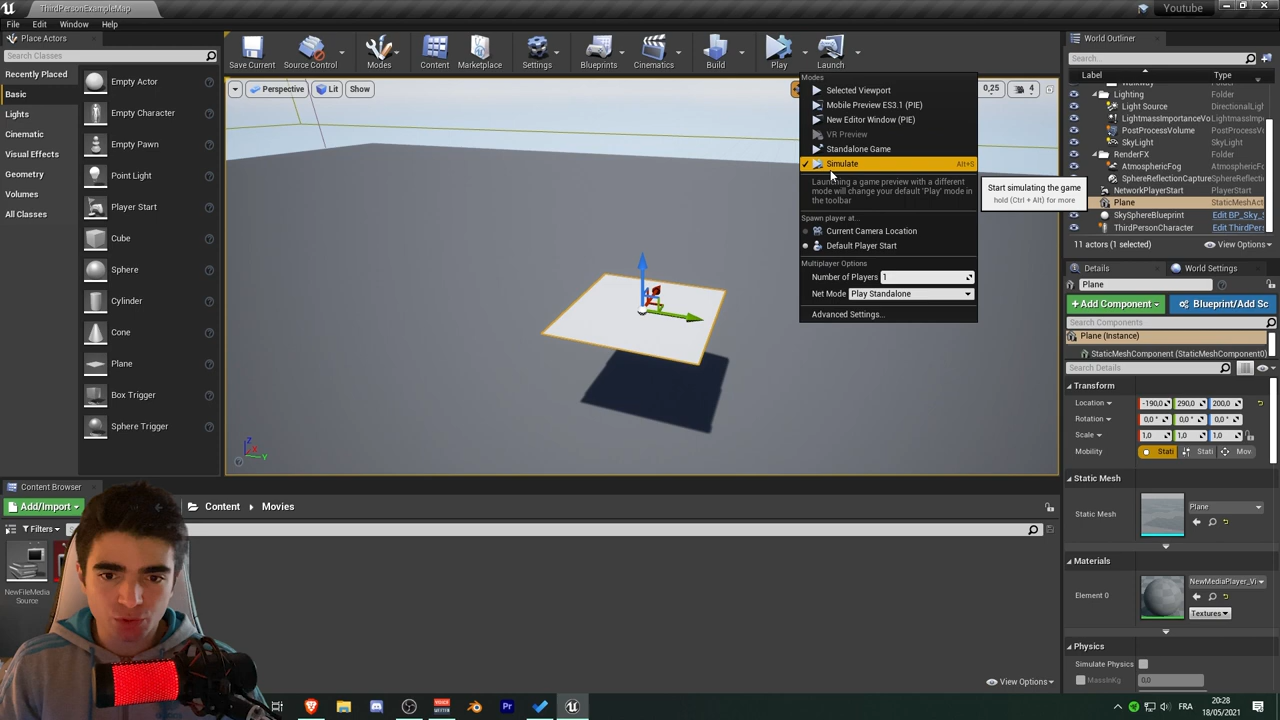 ThirdPersonExampleMap
Youtube
File Edit Window Help
Place Actors
Search Classes
Recently Placed
Basic
Lights
Cinematic
Visual Effects
Geometry
Volumes
All Classes
Empty Actor
Empty Character
Empty Pawn
Point Light
Player Start
Cube
Sphere
Cylinder
Cone
Plane
Box Trigger
Sphere Trigger
Save Current
Source Control
Modes
Content
Marketplace
Settings
Blueprints
Cinematics
Build
Play
Launch
Perspective
Lit
Show
0,25
4
Modes
Selected Viewport
Mobile Preview ES3.1 (PIE)
New Editor Window (PIE)
VR Preview
Standalone Game
Simulate Alt+S
Launching a game preview with a different
mode will change your default 'Play' mode in
the toolbar
Spawn player at...
Current Camera Location
Default Player Start
Multiplayer Options
Number of Players 1
Net Mode Play Standalone
Advanced Settings...
Start simulating the game
hold (Ctrl + Alt) for more
Z
X
Y
World Outliner
Search...
Label Type
Lighting Folder
Light Source DirectionalLigh
LightmassImportanceVo LightmassImpo
PostProcessVolume PostProcessVo
SkyLight SkyLight
RenderFX Folder
AtmosphericFog AtmosphericFo
SphereReflectionCapture SphereReflecti
NetworkPlayerStart PlayerStart
Plane StaticMeshAct
SkySphereBlueprint Edit BP_Sky_
ThirdPersonCharacter Edit ThirdPer
11 actors (1 selected)
View Options
Details
World Settings
Plane
Add Component
Blueprint/Add Sc
Search Components
Plane (Instance)
StaticMeshComponent (StaticMeshComponent0)
Search Details
Transform
Location -190,0 290,0 200,0
Rotation 0,0 ° 0,0 ° 0,0 °
Scale 1,0 1,0 1,0
Mobility Stati Stati Mov
Static Mesh
Static Mesh Plane
Materials
Element 0 NewMediaPlayer_Vi
Textures
Physics
Simulate Physics
MassInKg 0,0
Content Browser
Add/Import
Content Movies
Filters
NewFileMedia
Source
View Options
FRA
20:28
18/05/2021